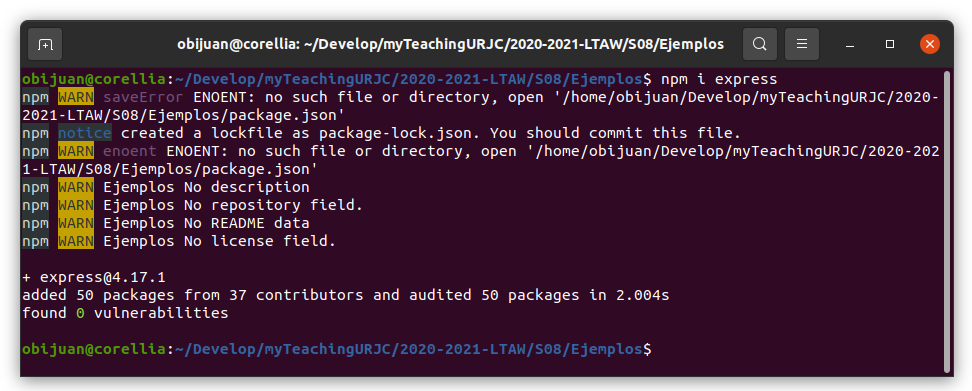 obijuan@corellia: ~/Develop/myTeachingURJC/2020-2021-LTAW/S08/Ejemplos
obijuan@corellia:~/Develop/myTeachingURJC/2020-2021-LTAW/S08/Ejemplos$ npm i express
npm WARN saveError ENOENT: no such file or directory, open '/home/obijuan/Develop/myTeachingURJC/2020-
2021-LTAW/S08/Ejemplos/package.json'
npm notice created a lockfile as package-lock.json. You should commit this file.
npm WARN enoent ENOENT: no such file or directory, open '/home/obijuan/Develop/myTeachingURJC/2020-202
1-LTAW/S08/Ejemplos/package.json'
npm WARN Ejemplos No description
npm WARN Ejemplos No repository field.
npm WARN Ejemplos No README data
npm WARN Ejemplos No license field.
+ express@4.17.1
added 50 packages from 37 contributors and audited 50 packages in 2.004s
found 0 vulnerabilities
obijuan@corellia:~/Develop/myTeachingURJC/2020-2021-LTAW/S08/Ejemplos$